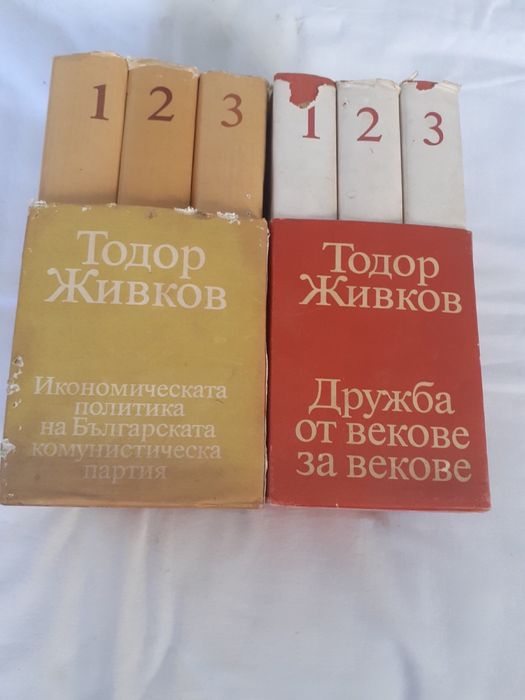 1
2
3
1
2
3
Тодор
Живков
Икономическата
политика
на Българската
комунистическа
партия
Тодор
Живков
Дружба
от векове
за векове